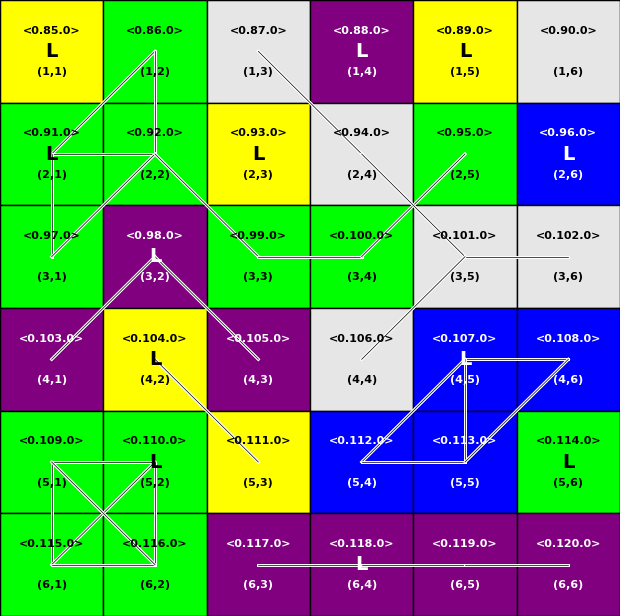 <0.85.0> <0.86.0> <0.87.0> <0.88.0> <0.89.0> <0.90.0>
L L L
(1,1) (1,2) (1,3) (1,4) (1,5) (1,6)
<0.91.0> <0.92.0> <0.93.0> <0.94.0> <0.95.0> <0.96.0>
L L L
(2,1) (2,2) (2,3) (2,4) (2,5) (2,6)
<0.97.0> <0.98.0> <0.99.0> <0.100.0> <0.101.0> <0.102.0>
L
(3,1) (3,2) (3,3) (3,4) (3,5) (3,6)
<0.103.0> <0.104.0> <0.105.0> <0.106.0> <0.107.0> <0.108.0>
L L
(4,1) (4,2) (4,3) (4,4) (4,5) (4,6)
<0.109.0> <0.110.0> <0.111.0> <0.112.0> <0.113.0> <0.114.0>
L L
(5,1) (5,2) (5,3) (5,4) (5,5) (5,6)
<0.115.0> <0.116.0> <0.117.0> <0.118.0> <0.119.0> <0.120.0>
L
(6,1) (6,2) (6,3) (6,4) (6,5) (6,6)